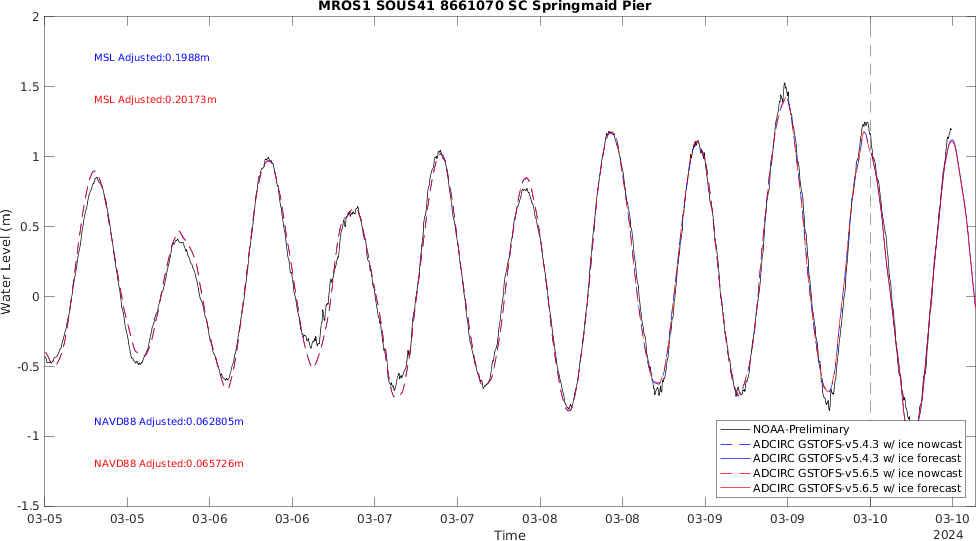 MROS1 SOUS41 8661070 SC Springmaid Pier
2
1.5
1
0.5
0
-0.5
-1
-1.5
Water Level (m)
MSL Adjusted:0.1988m
MSL Adjusted:0.20173m
NAVD88 Adjusted:0.062805m
NAVD88 Adjusted:0.065726m
NOAA-Preliminary
ADCIRC GSTOFS-v5.4.3 w/ ice nowcast
ADCIRC GSTOFS-v5.4.3 w/ ice forecast
ADCIRC GSTOFS-v5.6.5 w/ ice nowcast
ADCIRC GSTOFS-v5.6.5 w/ ice forecast
03-05 03-05 03-06 03-06 03-07 03-07 03-08 03-08 03-09 03-09 03-10 03-10
2024
Time